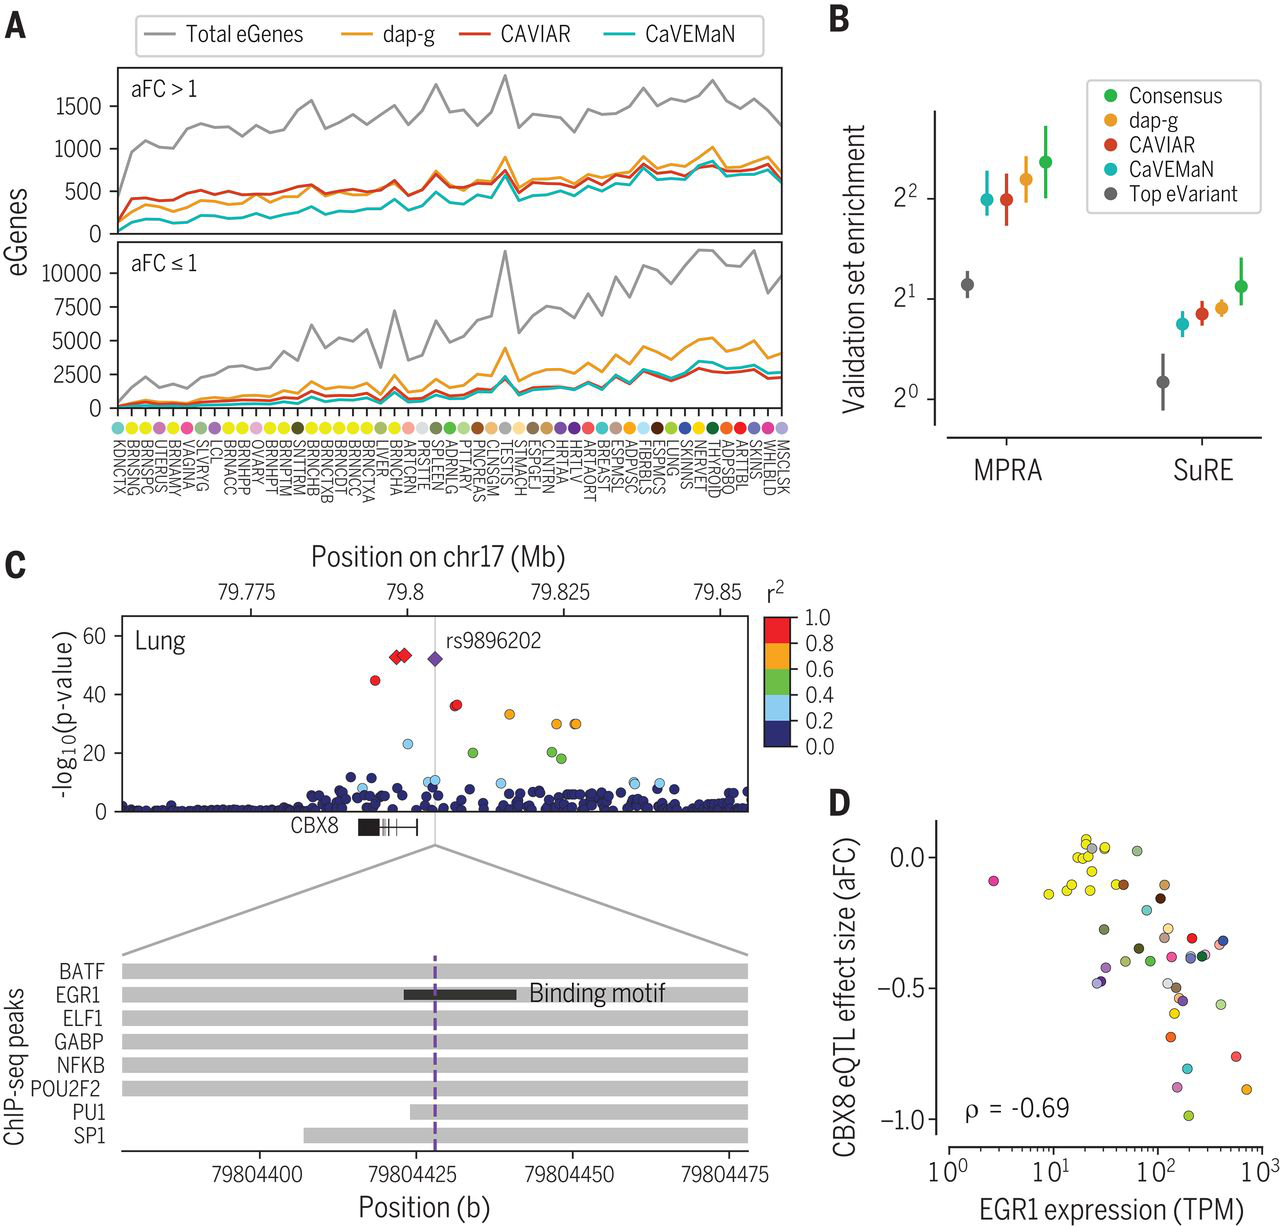 A
Total eGenes dap-g CAVIAR CaVEMaN
eGenes
aFC > 1
1500
1000
500
0
aFC ≤ 1
10000
7500
5000
2500
0
KDNCTX
BRNSNG
BRNSPC
UTERUS
BRNAMY
VAGINA
SLVRYG
LCL
BRNACC
BRNHPP
OVARY
BRNHPT
BRNPTM
SNTTRM
BRNCHB
BRNCTXB
BRNCDT
BRNNCC
BRNCTXA
LIVER
BRNCHA
ARTCRN
PRSTTE
SPLEEN
ADRNLG
PTTARY
PNCREAS
CLNSGM
TESTIS
STMACH
ESPGEJ
CLNTRN
HRTAA
HRTLV
ARTAORT
BREAST
ESPMSL
ADPVSC
FIBRBLS
ESPMCS
LUNG
SKINNS
NERVET
THYROID
ADPSBQ
ARTTBL
SKINS
WHLBLD
MSCLSK
B
Validation set enrichment
Consensus
dap-g
CAVIAR
CaVEMaN
Top eVariant
2²
2¹
2⁰
MPRA SuRE
C
Position on chr17 (Mb)
79.775 79.8 79.825 79.85
r²
1.0
0.8
0.6
0.4
0.2
0.0
-log₁₀(p-value)
60
40
20
0
Lung
rs9896202
CBX8
ChIP-seq peaks
BATF
EGR1
ELF1
GABP
NFKB
POU2F2
PU1
SP1
Binding motif
79804400 79804425 79804450 79804475
Position (b)
D
CBX8 eQTL effect size (aFC)
0.0
−0.5
−1.0
ρ = -0.69
10⁰ 10¹ 10² 10³
EGR1 expression (TPM)